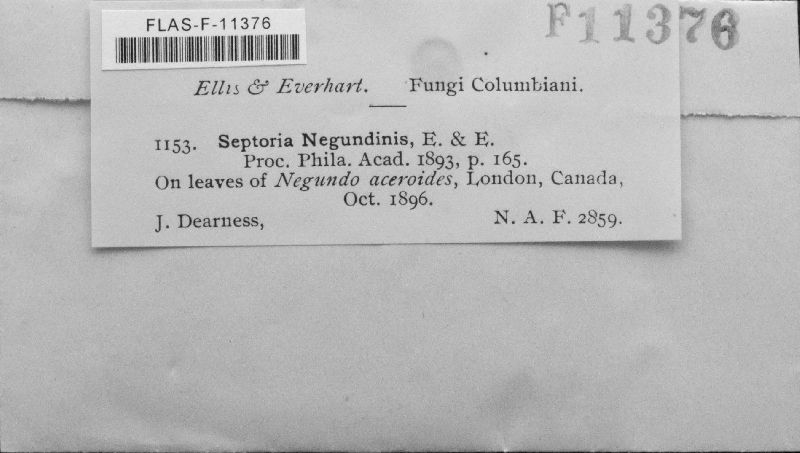 FLAS-F-11376
F11376
Ellis & Everhart. Fungi Columbiani.
1153. Septoria Negundinis, E. & E.
Proc. Phila. Acad. 1893, p. 165.
On leaves of Negundo aceroides, London, Canada,
Oct. 1896.
J. Dearness, N. A. F. 2859.